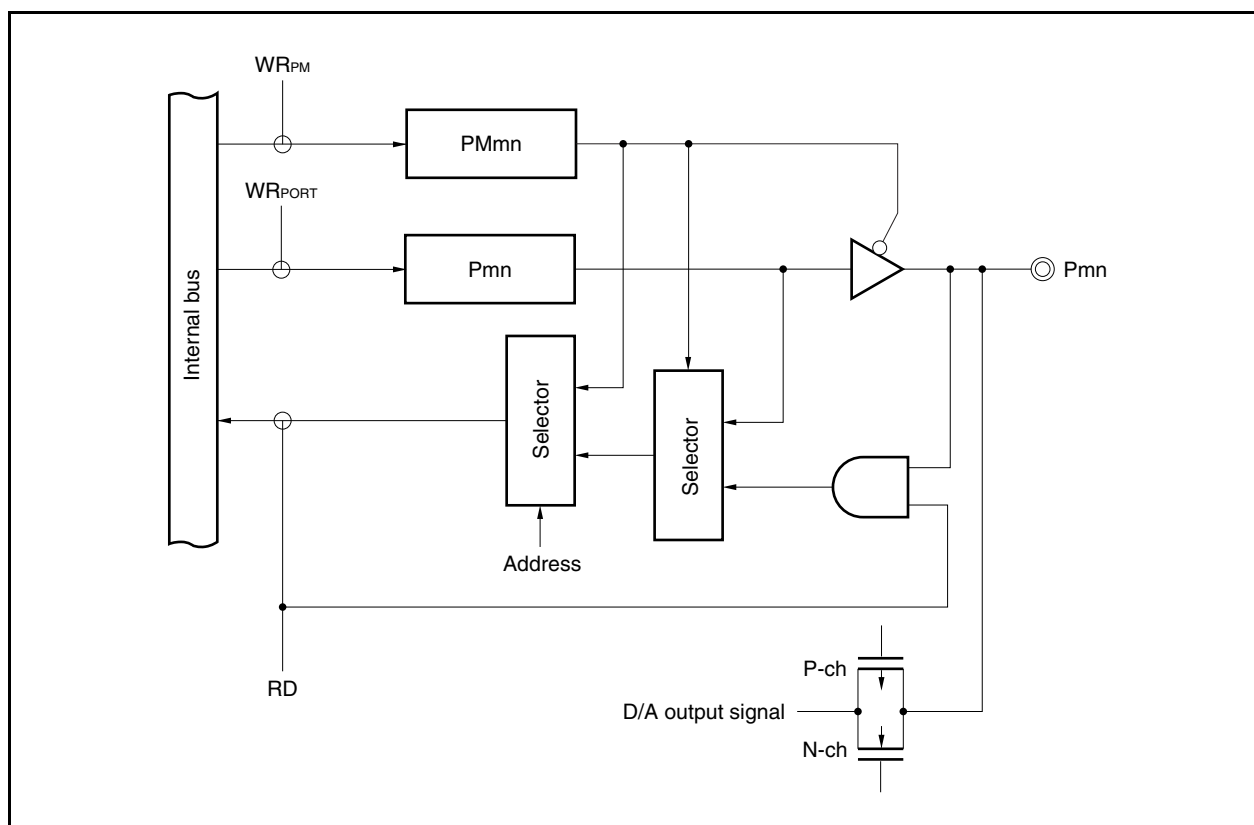 WRPM
PMmn
WRPORT
Pmn
Pmn
Internal bus
Selector
Selector
Address
RD
P-ch
D/A output signal
N-ch